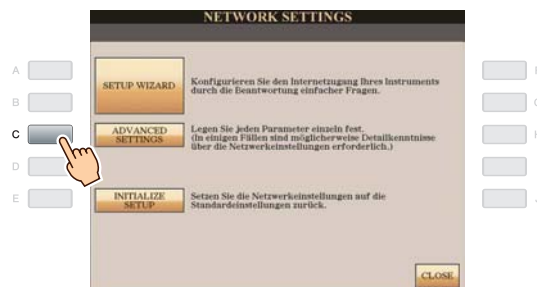 NETWORK SETTINGS
A
B
C
D
E
SETUP WIZARD
Konfigurieren Sie den Internetzugang Ihres Instruments
durch die Beantwortung einfacher Fragen.
ADVANCED
SETTINGS
Legen Sie jeden Parameter einzeln fest.
(In einigen Fällen sind möglicherweise Detailkenntnisse
über die Netzwerkeinstellungen erforderlich.)
INITIALIZE
SETUP
Setzen Sie die Netzwerkeinstellungen auf die
Standardeinstellungen zurück.
CLOSE